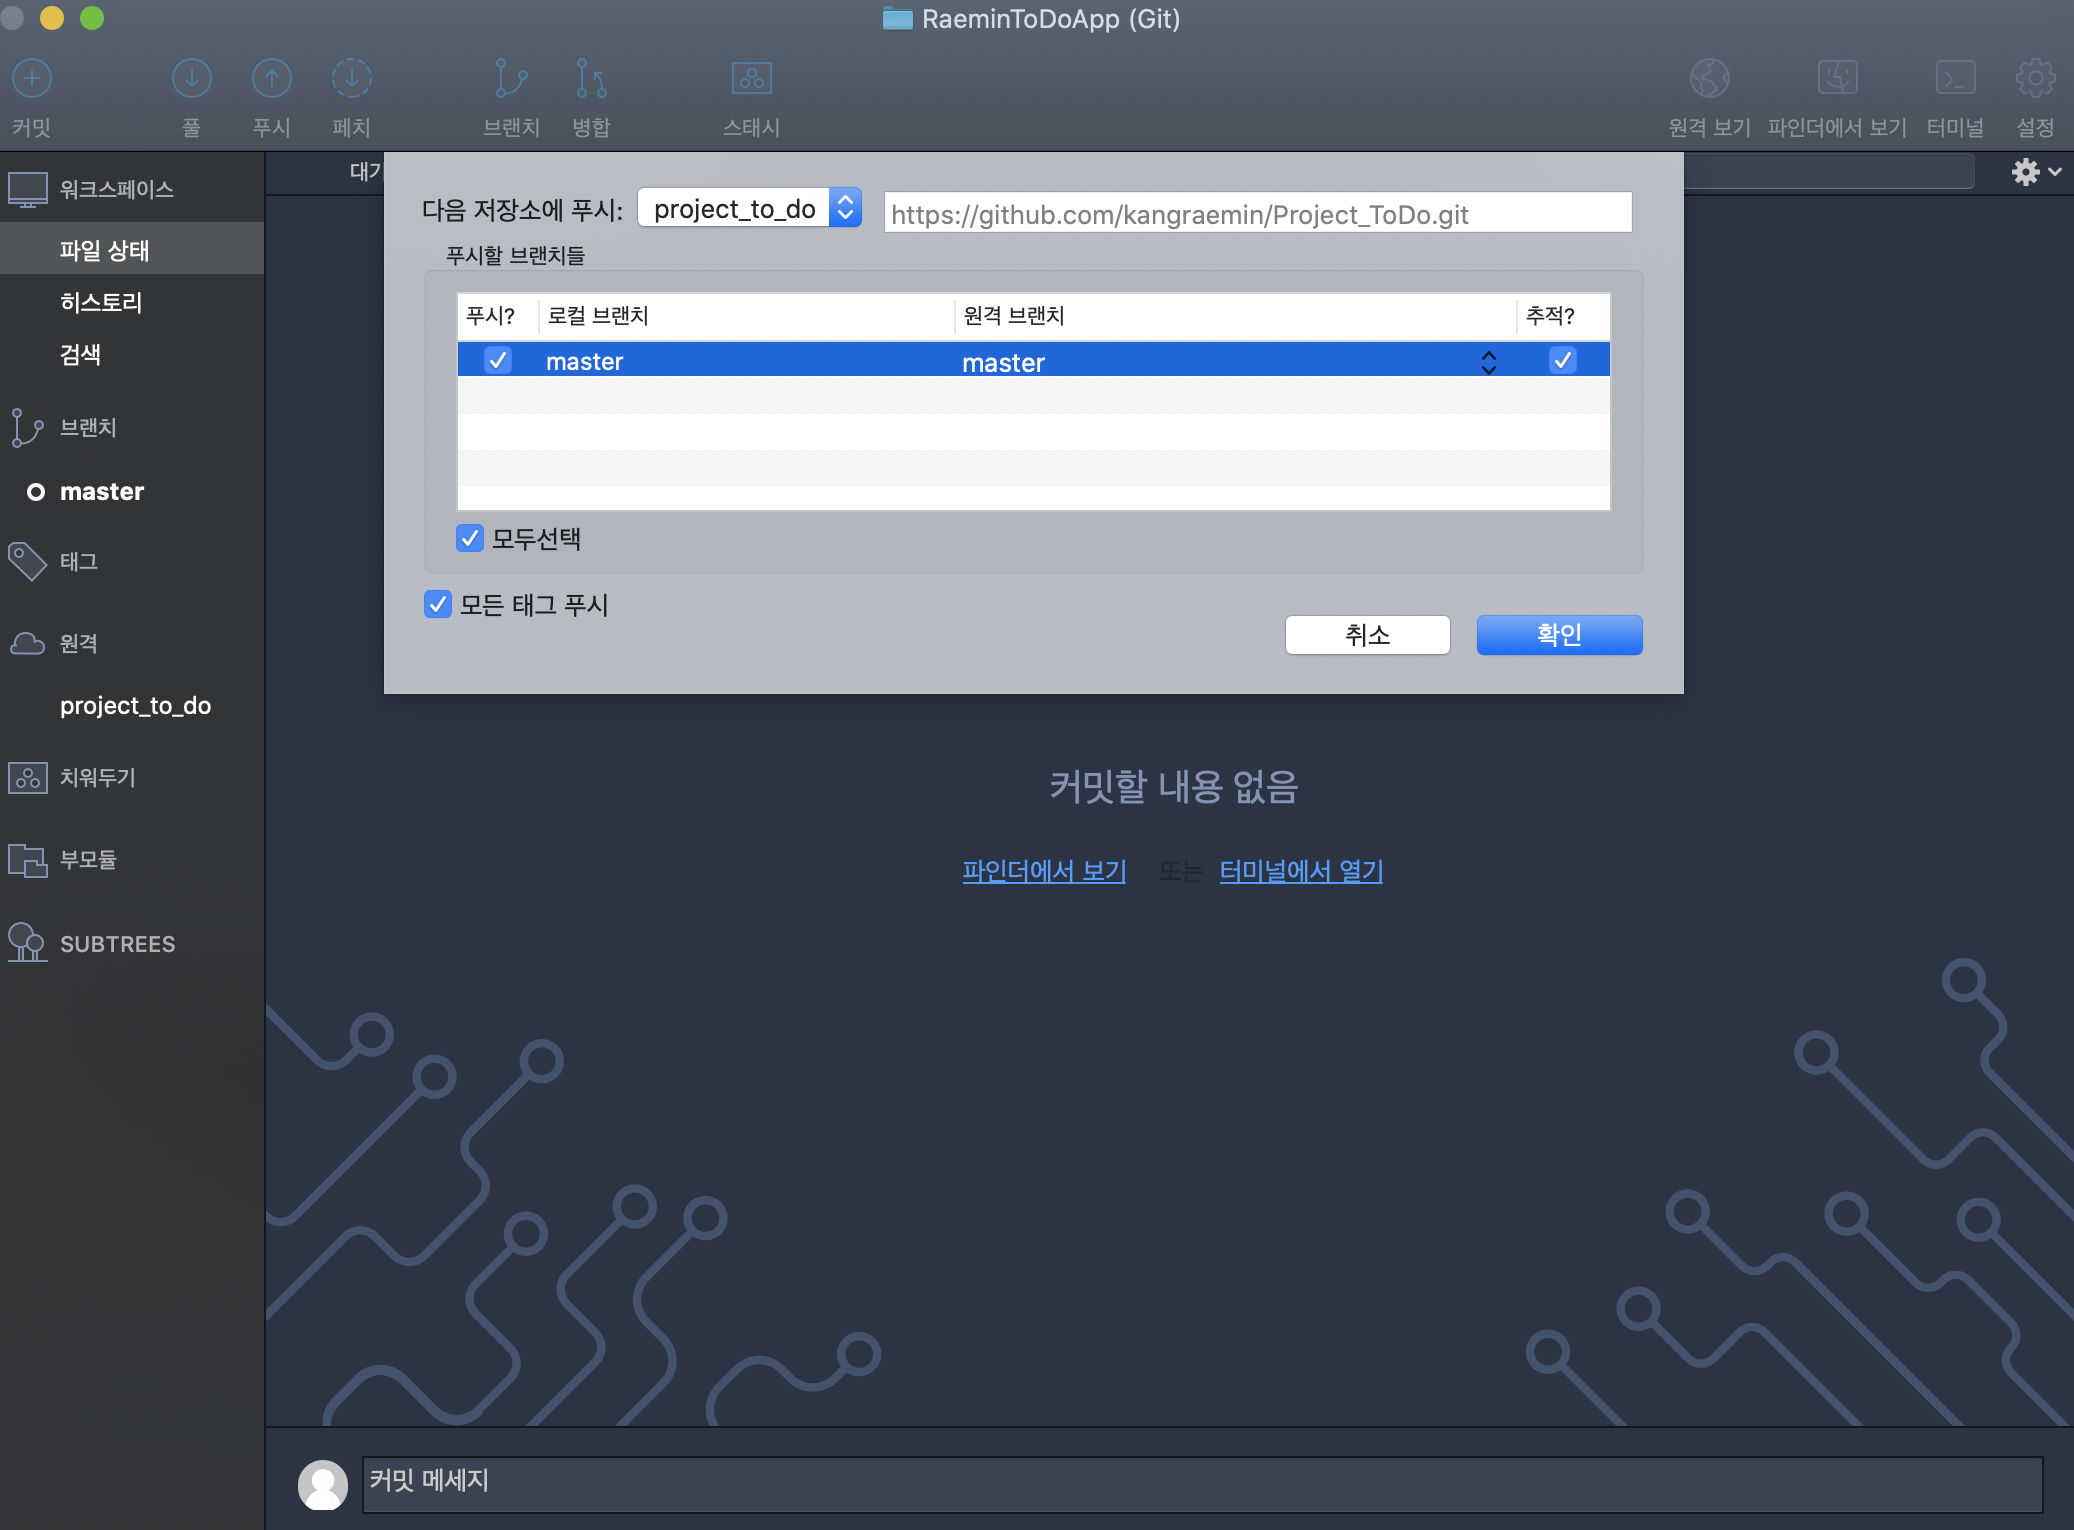 RaeminToDoApp (Git)
커밋 풀 푸시 페치 브랜치 병합 스태시 원격 보기 파인더에서 보기 터미널 설정
워크스페이스
파일 상태
히스토리
검색
브랜치
master
태그
원격
project_to_do
치워두기
부모듈
SUBTREES
다음 저장소에 푸시: project_to_do https://github.com/kangraemin/Project_ToDo.git
푸시할 브랜치들
푸시? 로컬 브랜치 원격 브랜치 추적?
master master
모두선택
모든 태그 푸시
취소 확인
커밋할 내용 없음
파인더에서 보기 또는 터미널에서 열기
커밋 메세지